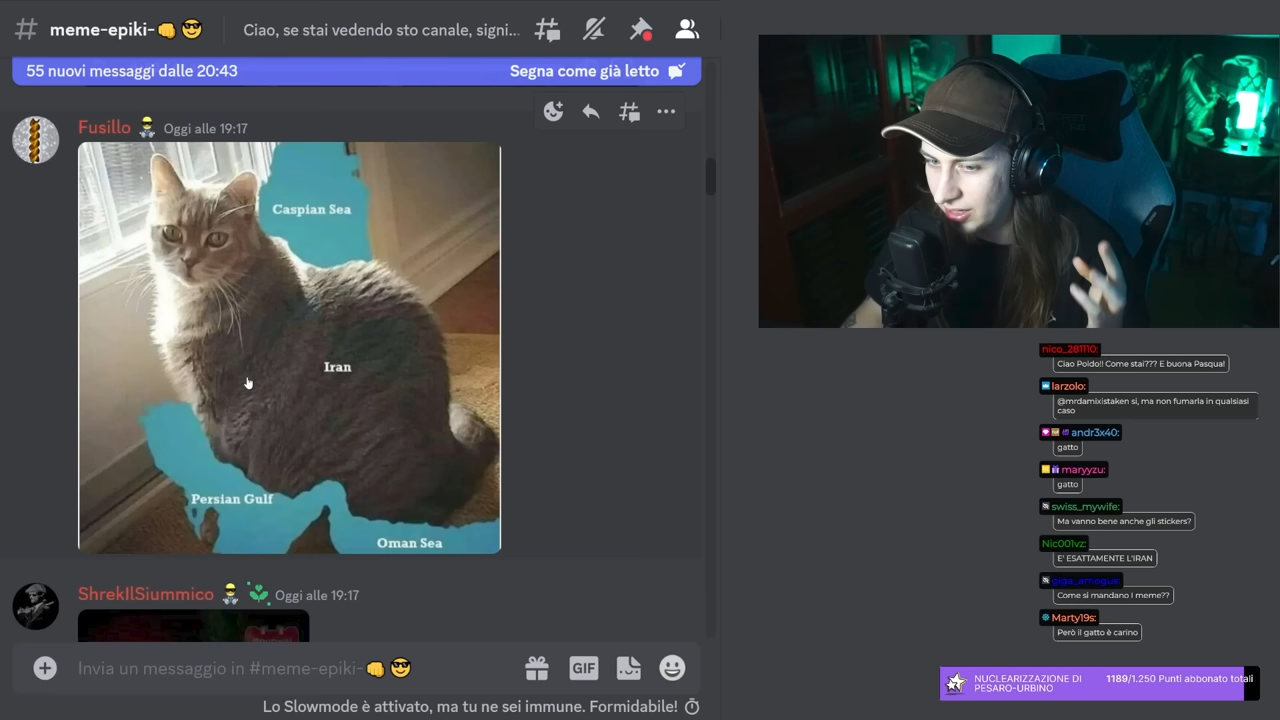 meme-epiki-👊 😎
Ciao, se stai vedendo sto canale, signi...
55 nuovi messaggi dalle 20:43
Segna come già letto
Fusillo
Oggi alle 19:17
Caspian Sea
Iran
Persian Gulf
Oman Sea
ShrekIlSiummico
Oggi alle 19:17
Invia un messaggio in #meme-epiki-👊 😎
GIF
Lo Slowmode è attivato, ma tu ne sei immune. Formidabile!
nico_281110:
Ciao Poldo!! Come stai??? E buona Pasqua!
larzolo:
@mrdamixistaken si, ma non fumarla in qualsiasi
caso
andr3x40:
gatto
maryyzu:
gatto
swiss_mywife:
Ma vanno bene anche gli stickers?
Nic001vz:
E' ESATTAMENTE L'IRAN
giga_amogus:
Come si mandano I meme??
Marty19s:
Però il gatto è carino
NUCLEARIZZAZIONE DI
PESARO-URBINO
1189/1.250 Punti abbonato totali